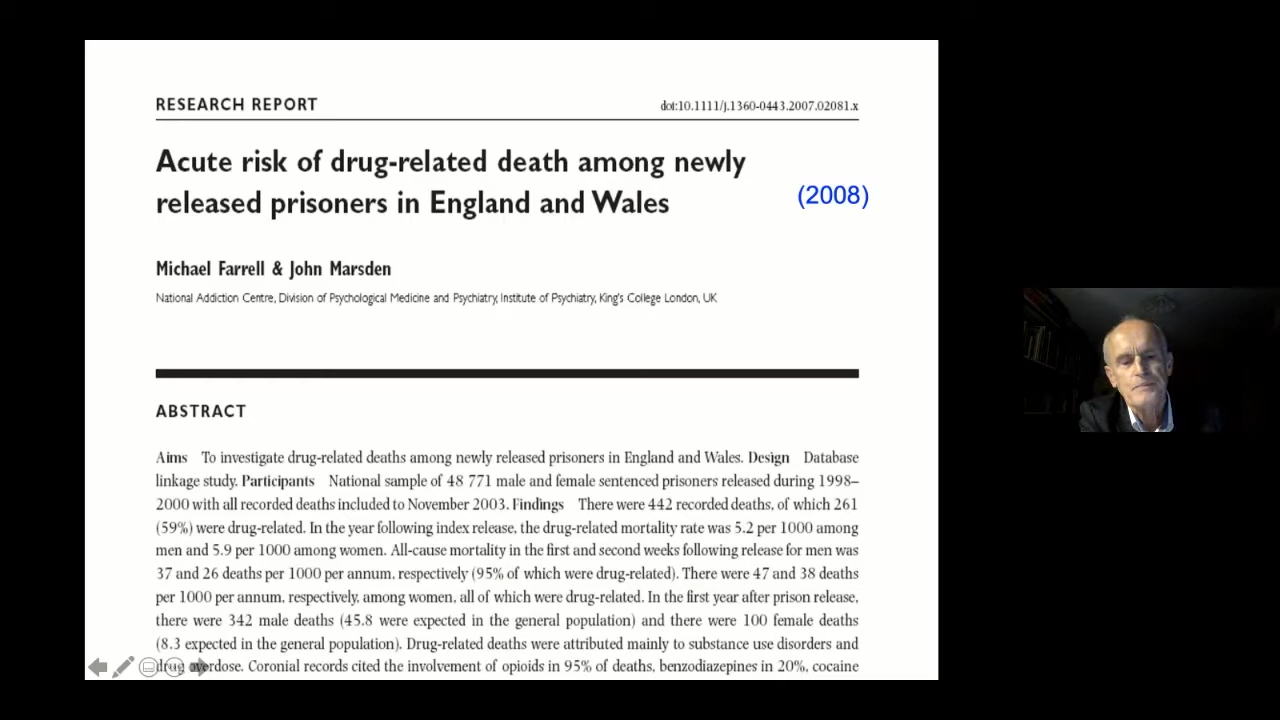 RESEARCH REPORT
doi:10.1111/j.1360-0443.2007.02081.x
Acute risk of drug-related death among newly
released prisoners in England and Wales
(2008)
Michael Farrell & John Marsden
National Addiction Centre, Division of Psychological Medicine and Psychiatry, Institute of Psychiatry, King's College London, UK
ABSTRACT
Aims To investigate drug-related deaths among newly released prisoners in England and Wales. Design Database
linkage study. Participants National sample of 48 771 male and female sentenced prisoners released during 1998–
2000 with all recorded deaths included to November 2003. Findings There were 442 recorded deaths, of which 261
(59%) were drug-related. In the year following index release, the drug-related mortality rate was 5.2 per 1000 among
men and 5.9 per 1000 among women. All-cause mortality in the first and second weeks following release for men was
37 and 26 deaths per 1000 per annum, respectively (95% of which were drug-related). There were 47 and 38 deaths
per 1000 per annum, respectively, among women, all of which were drug-related. In the first year after prison release,
there were 342 male deaths (45.8 were expected in the general population) and there were 100 female deaths
(8.3 expected in the general population). Drug-related deaths were attributed mainly to substance use disorders and
drug overdose. Coronial records cited the involvement of opioids in 95% of deaths, benzodiazepines in 20%, cocaine